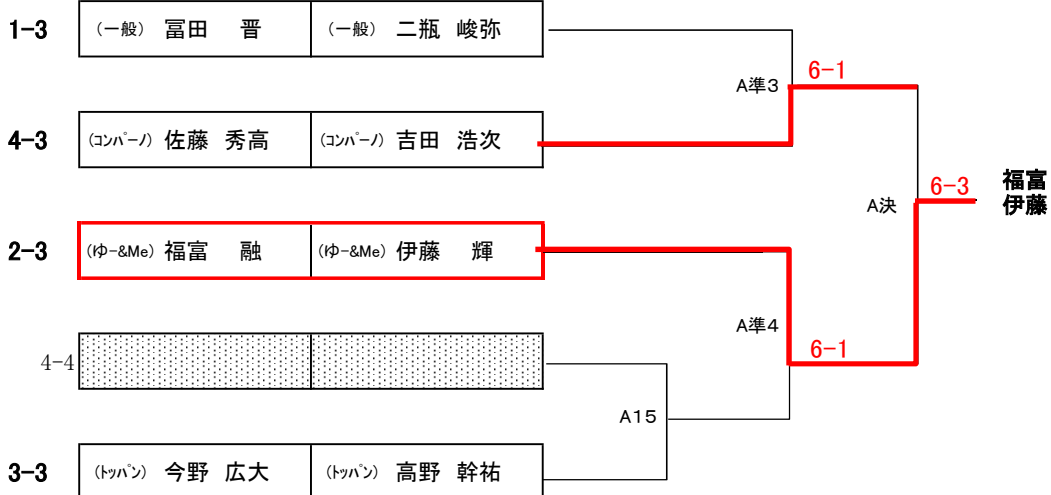 1-3 (一般) 冨田 晋 (一般) 二瓶 峻弥
6-1
A準3
4-3 (コンパーノ) 佐藤 秀高 (コンパーノ) 吉田 浩次
6-3 福富
A決 伊藤
2-3 (ゆー&Me) 福富 融 (ゆー&Me) 伊藤 輝
A準4
6-1
4-4
A15
3-3 (トッパン) 今野 広大 (トッパン) 高野 幹祐